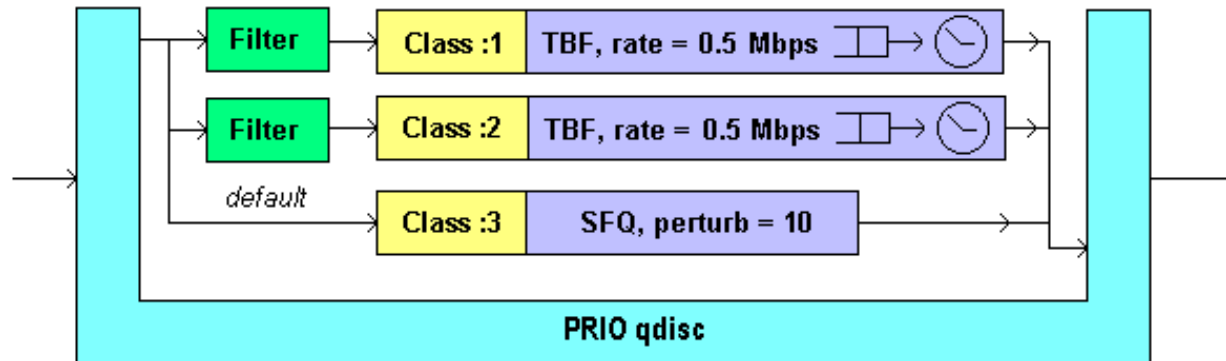 Filter
Class :1
TBF, rate = 0.5 Mbps
Filter
Class :2
TBF, rate = 0.5 Mbps
default
Class :3
SFQ, perturb = 10
PRIO qdisc